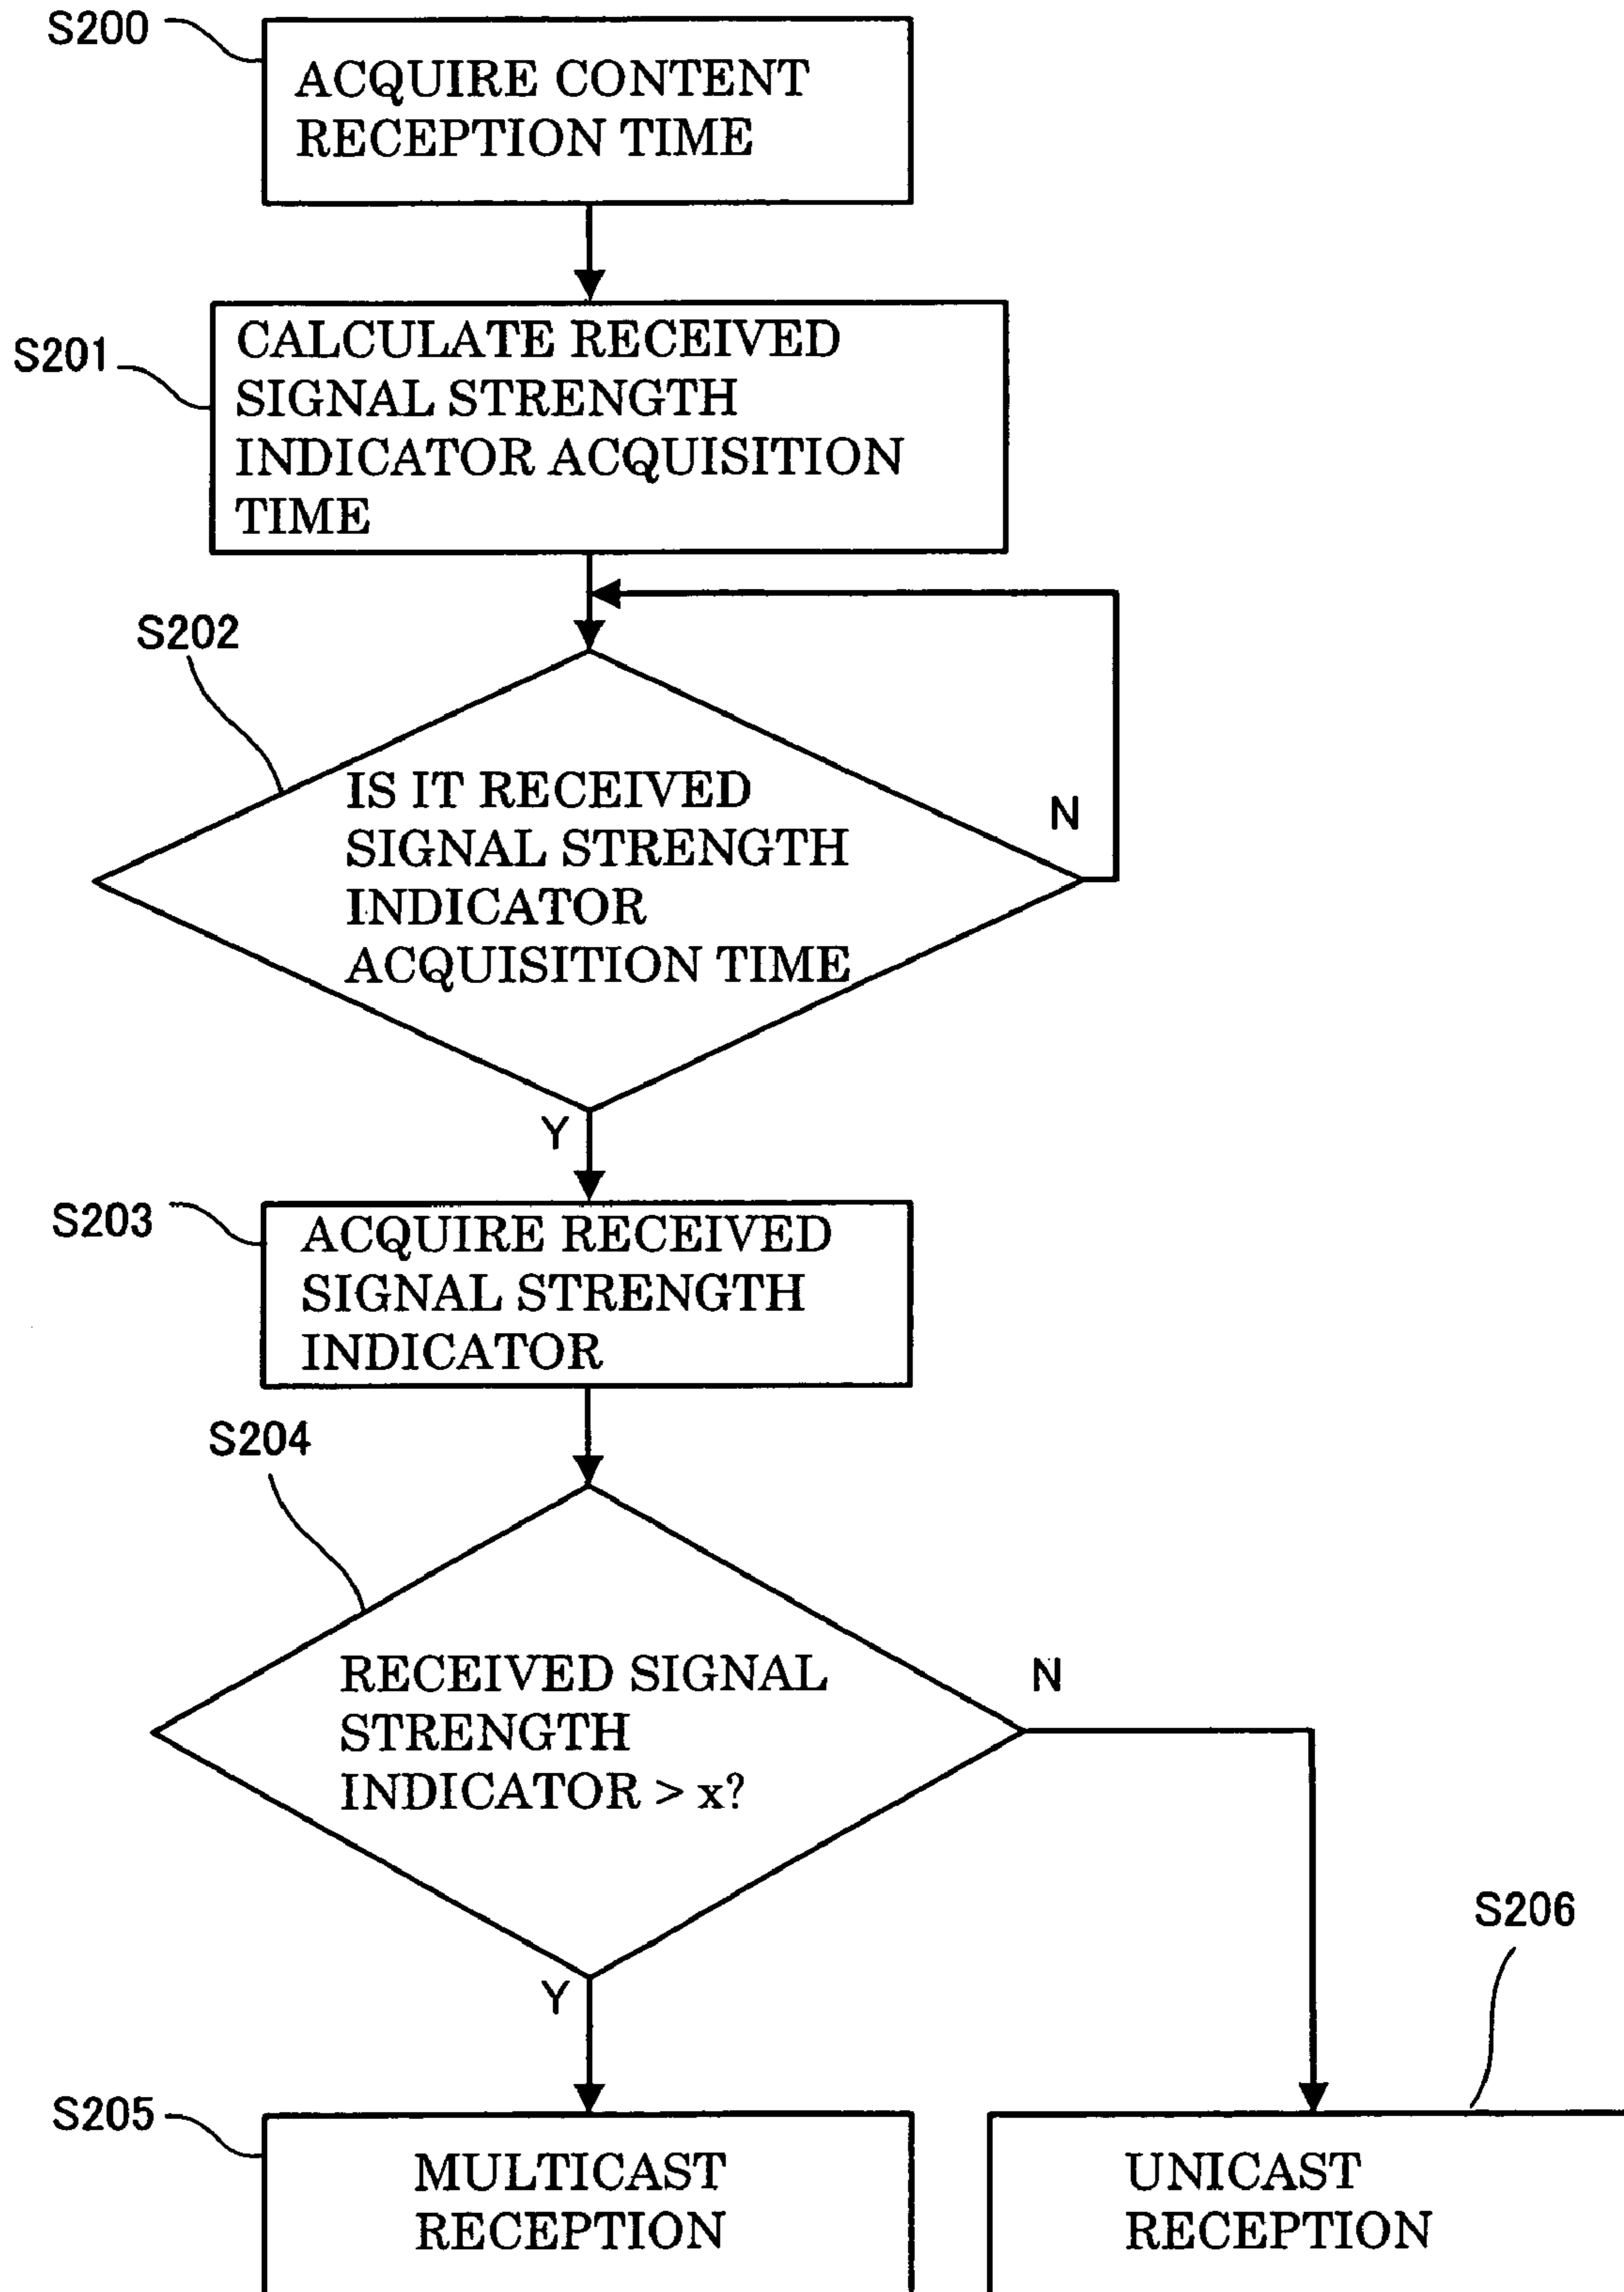 S200
ACQUIRE CONTENT
RECEPTION TIME
S201
CALCULATE RECEIVED
SIGNAL STRENGTH
INDICATOR ACQUISITION
TIME
S202
IS IT RECEIVED
SIGNAL STRENGTH
INDICATOR
ACQUISITION TIME
N
Y
S203
ACQUIRE RECEIVED
SIGNAL STRENGTH
INDICATOR
S204
RECEIVED SIGNAL
STRENGTH
INDICATOR > x?
N
Y
S205
MULTICAST
RECEPTION
S206
UNICAST
RECEPTION